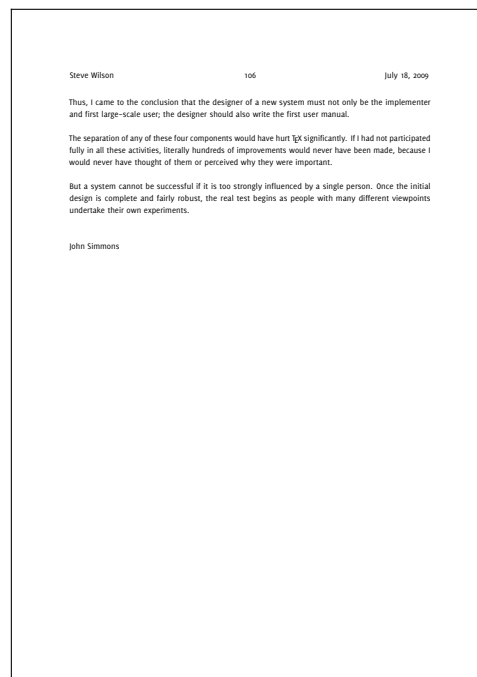 Steve Wilson 106 July 18, 2009
Thus, I came to the conclusion that the designer of a new system must not only be the implementer
and first large-scale user; the designer should also write the first user manual.
The separation of any of these four components would have hurt TEX significantly. If I had not participated
fully in all these activities, literally hundreds of improvements would never have been made, because I
would never have thought of them or perceived why they were important.
But a system cannot be successful if it is too strongly influenced by a single person. Once the initial
design is complete and fairly robust, the real test begins as people with many different viewpoints
undertake their own experiments.
John Simmons